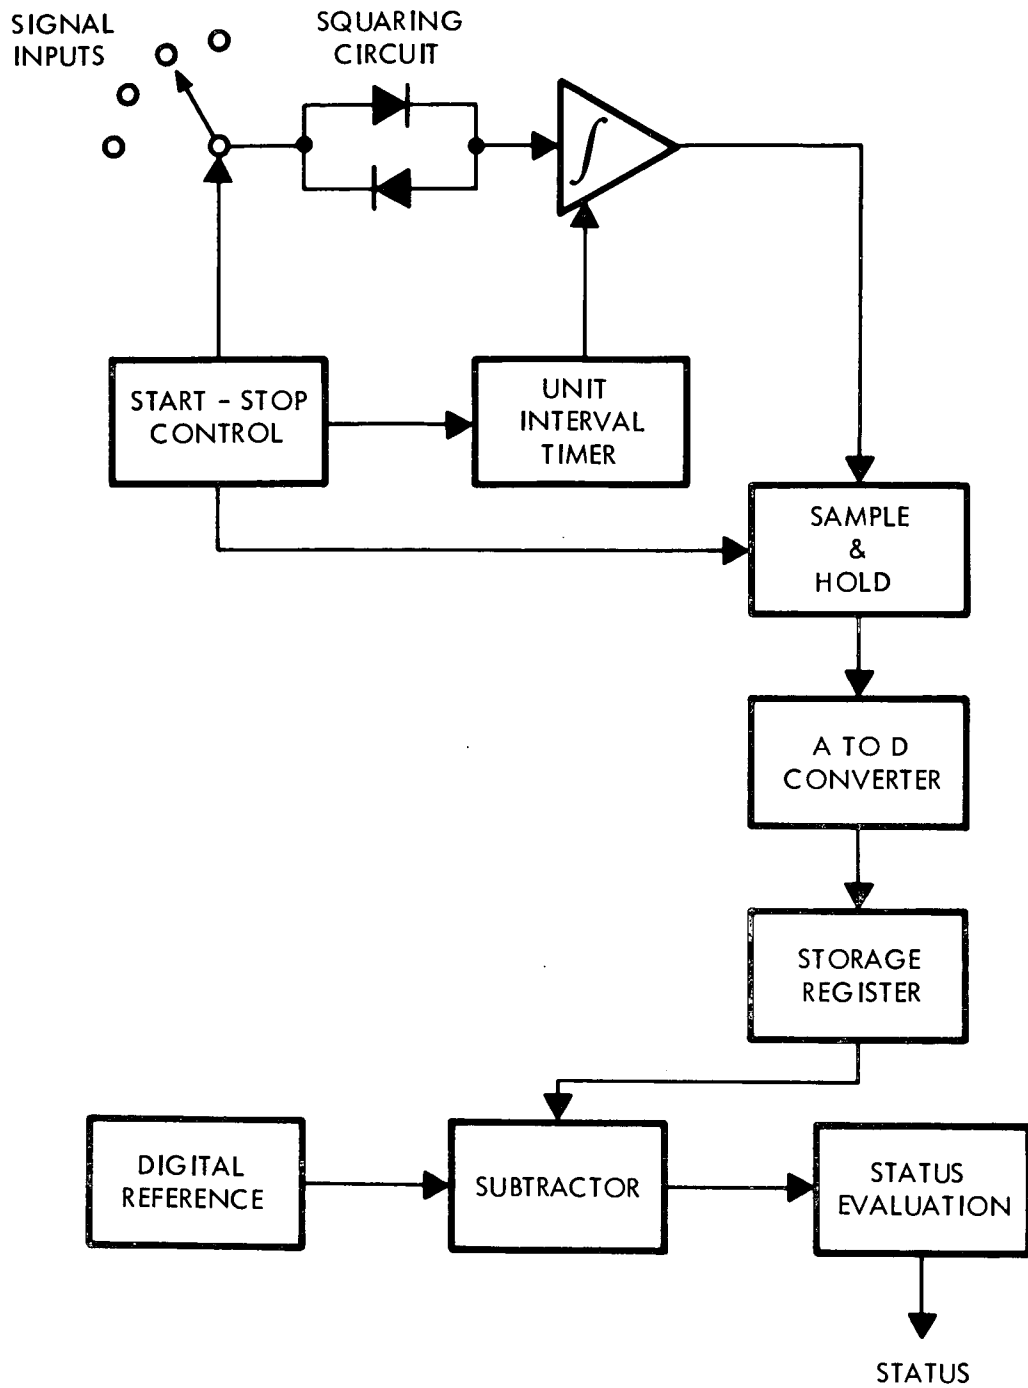 SIGNAL
INPUTS
SQUARING
CIRCUIT
∫
START - STOP
CONTROL
UNIT
INTERVAL
TIMER
SAMPLE
&
HOLD
A TO D
CONVERTER
STORAGE
REGISTER
DIGITAL
REFERENCE
SUBTRACTOR
STATUS
EVALUATION
STATUS